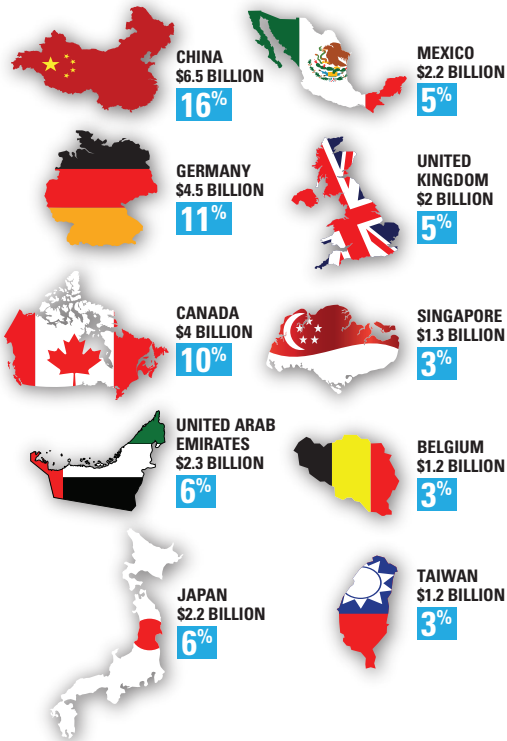 CHINA
$6.5 BILLION
16%
GERMANY
$4.5 BILLION
11%
CANADA
$4 BILLION
10%
UNITED ARAB
EMIRATES
$2.3 BILLION
6%
JAPAN
$2.2 BILLION
6%
MEXICO
$2.2 BILLION
5%
UNITED
KINGDOM
$2 BILLION
5%
SINGAPORE
$1.3 BILLION
3%
BELGIUM
$1.2 BILLION
3%
TAIWAN
$1.2 BILLION
3%